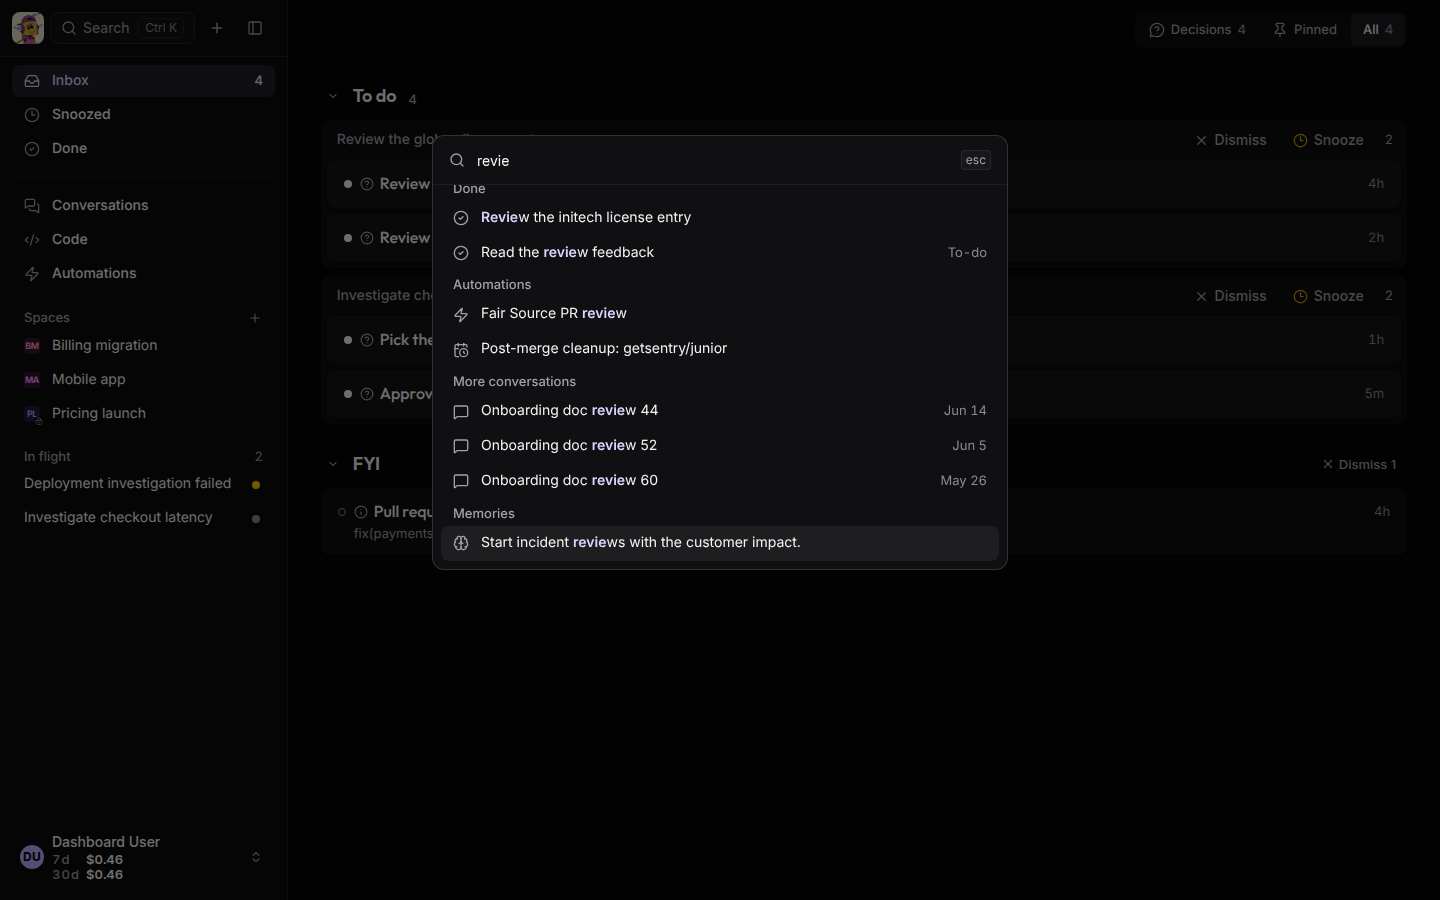 Search Ctrl K
Inbox 4
Snoozed
Done
Conversations
Code
Automations
Spaces
BM Billing migration
MA Mobile app
PL Pricing launch
In flight 2
Deployment investigation failed
Investigate checkout latency
DU Dashboard User
7d $0.46
30d $0.46
Decisions 4 Pinned All 4
To do 4
Review the Dismiss Snooze 2
Review 4h
Review 2h
Investigate Dismiss Snooze 2
Pick the 1h
5m
FYI Dismiss 1
Pull 4h
fix(payments
revie esc
Done
Review the initech license entry
Read the review feedback To-do
Automations
Fair Source PR review
Post-merge cleanup: getsentry/junior
More conversations
Onboarding doc review 44 Jun 14
Onboarding doc review 52 Jun 5
Onboarding doc review 60 May 26
Memories
Start incident reviews with the customer impact.